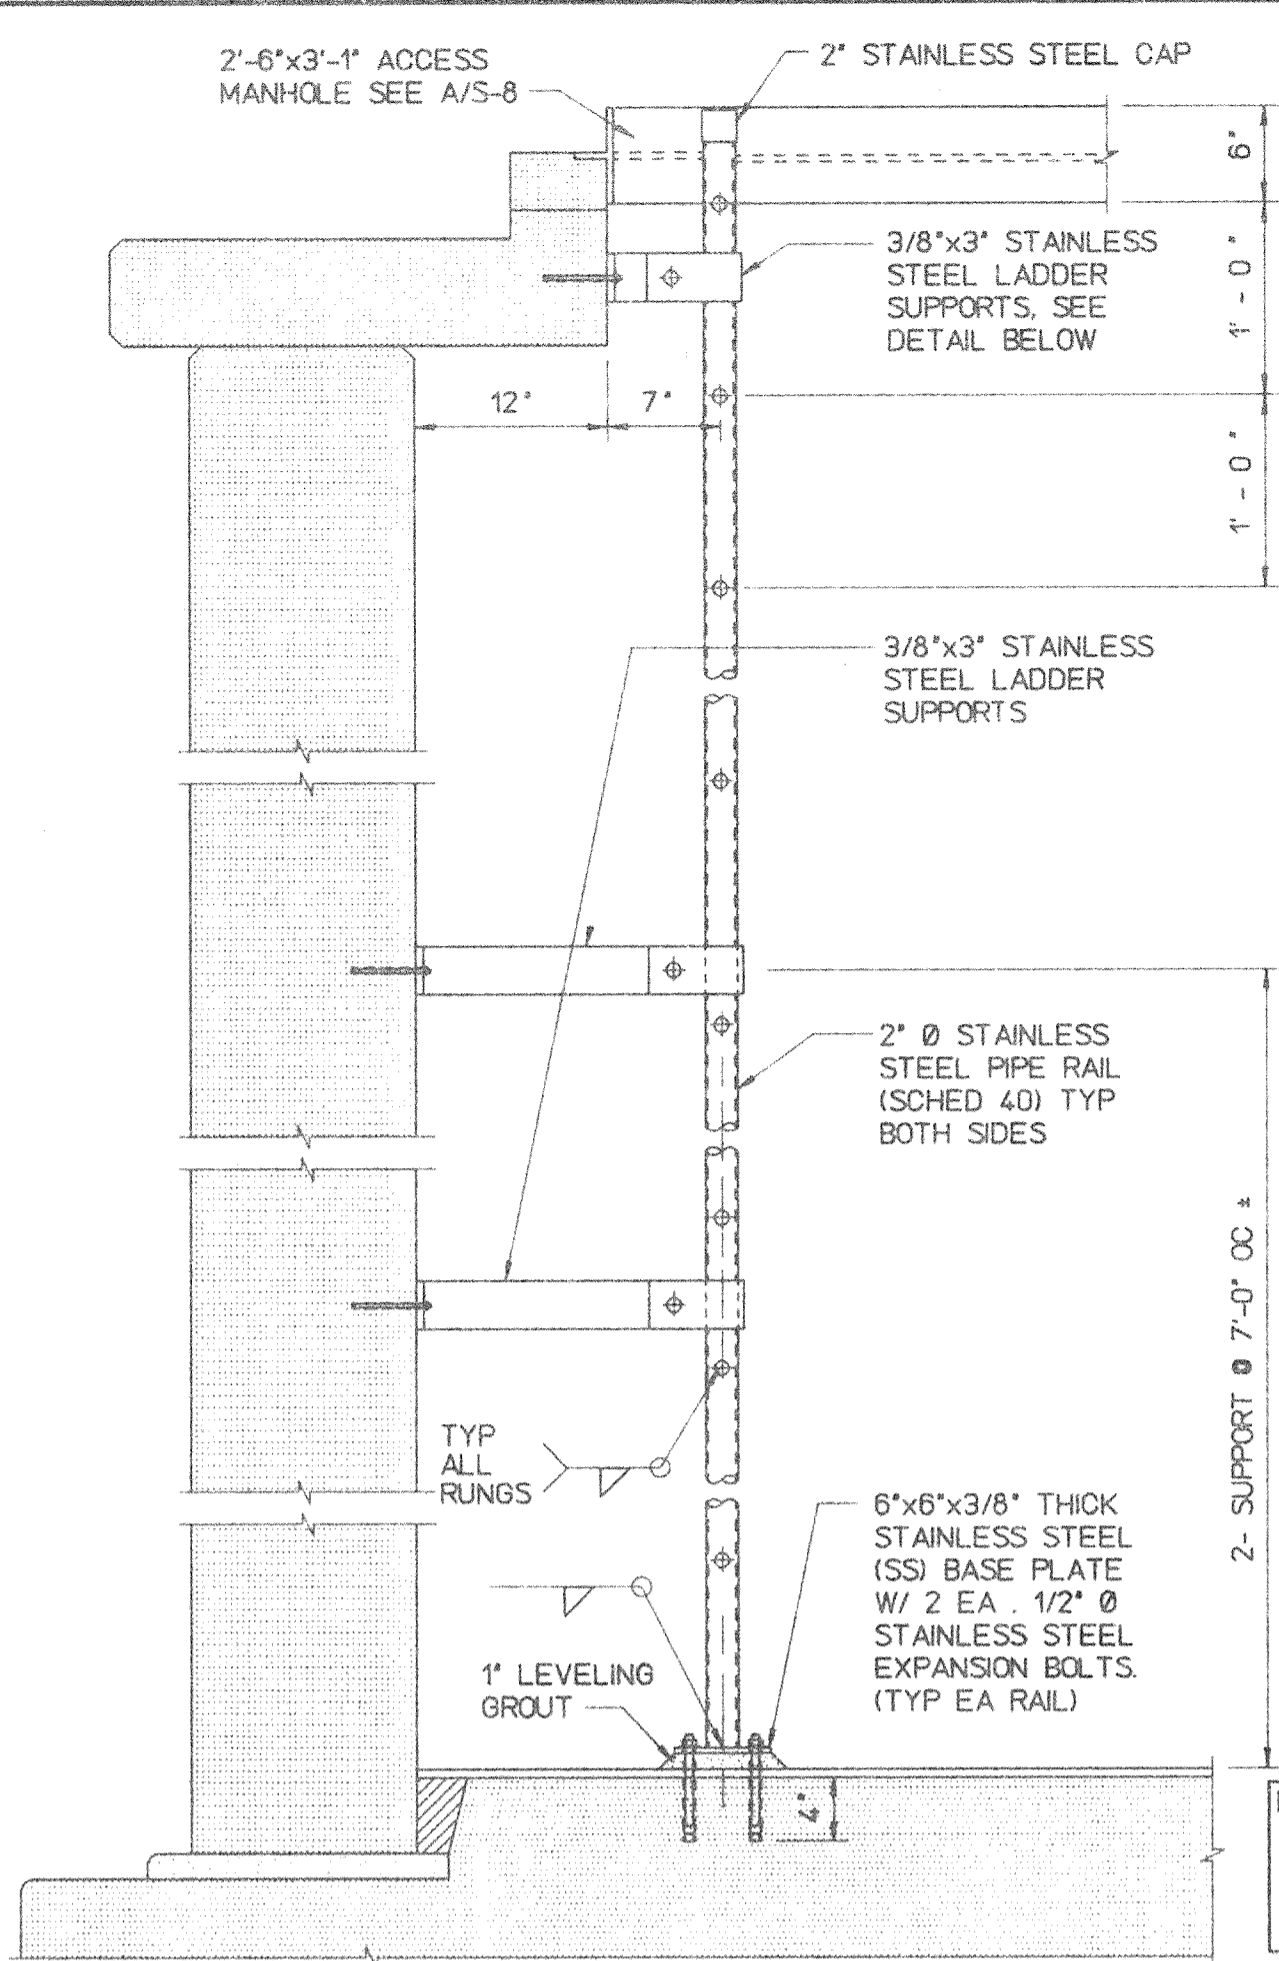 2'-6"x3'-1" ACCESS
MANHOLE SEE A/S-8
2" STAINLESS STEEL CAP
6"
3/8"x3" STAINLESS
STEEL LADDER
SUPPORTS, SEE
DETAIL BELOW
1' - 0"
12"
7"
1' - 0"
3/8"x3" STAINLESS
STEEL LADDER
SUPPORTS
2" Ø STAINLESS
STEEL PIPE RAIL
(SCHED 40) TYP
BOTH SIDES
2- SUPPORT @ 7'-0" OC ±
TYP
ALL
RUNGS
6"x6"x3/8" THICK
STAINLESS STEEL
(SS) BASE PLATE
W/ 2 EA . 1/2" Ø
STAINLESS STEEL
EXPANSION BOLTS.
(TYP EA RAIL)
1" LEVELING
GROUT
4"